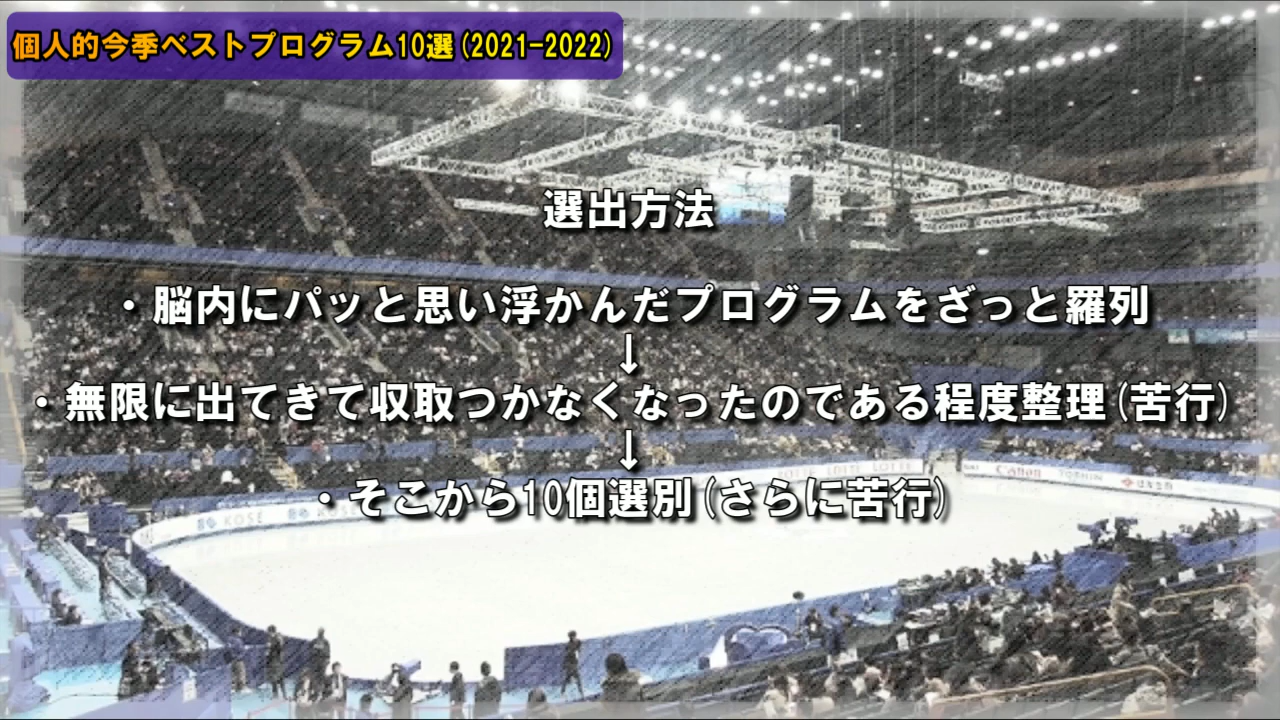 個人的今季ベストプログラム10選(2021-2022)
選出方法
・脳内にパッと思い浮かんだプログラムをざっと羅列
↓
・無限に出てきて収取つかなくなったのである程度整理(苦行)
↓
・そこから10個選別(さらに苦行)
KOSÉ
LOTTE LOTTE LOTTE
Canon